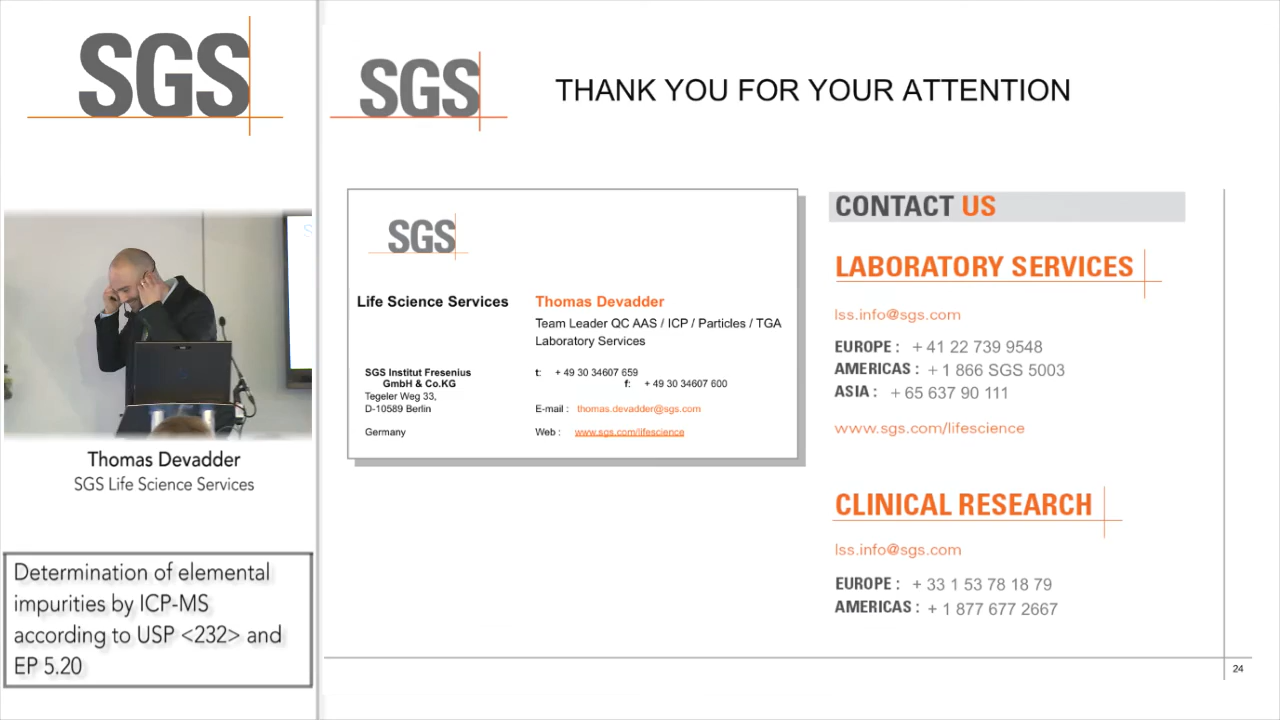 SGS
Thomas Devadder
SGS Life Science Services
Determination of elemental
impurities by ICP-MS
according to USP <232> and
EP 5.20
SGS
THANK YOU FOR YOUR ATTENTION
SGS
Life Science Services
Thomas Devadder
Team Leader QC AAS / ICP / Particles / TGA
Laboratory Services
SGS Institut Fresenius
GmbH & Co.KG
Tegeler Weg 33,
D-10589 Berlin
Germany
t: + 49 30 34607 659
f: + 49 30 34607 600
E-mail : thomas.devadder@sgs.com
Web : www.sgs.com/lifescience
CONTACT US
LABORATORY SERVICES
lss.info@sgs.com
EUROPE : + 41 22 739 9548
AMERICAS : + 1 866 SGS 5003
ASIA : + 65 637 90 111
www.sgs.com/lifescience
CLINICAL RESEARCH
lss.info@sgs.com
EUROPE : + 33 1 53 78 18 79
AMERICAS : + 1 877 677 2667
24